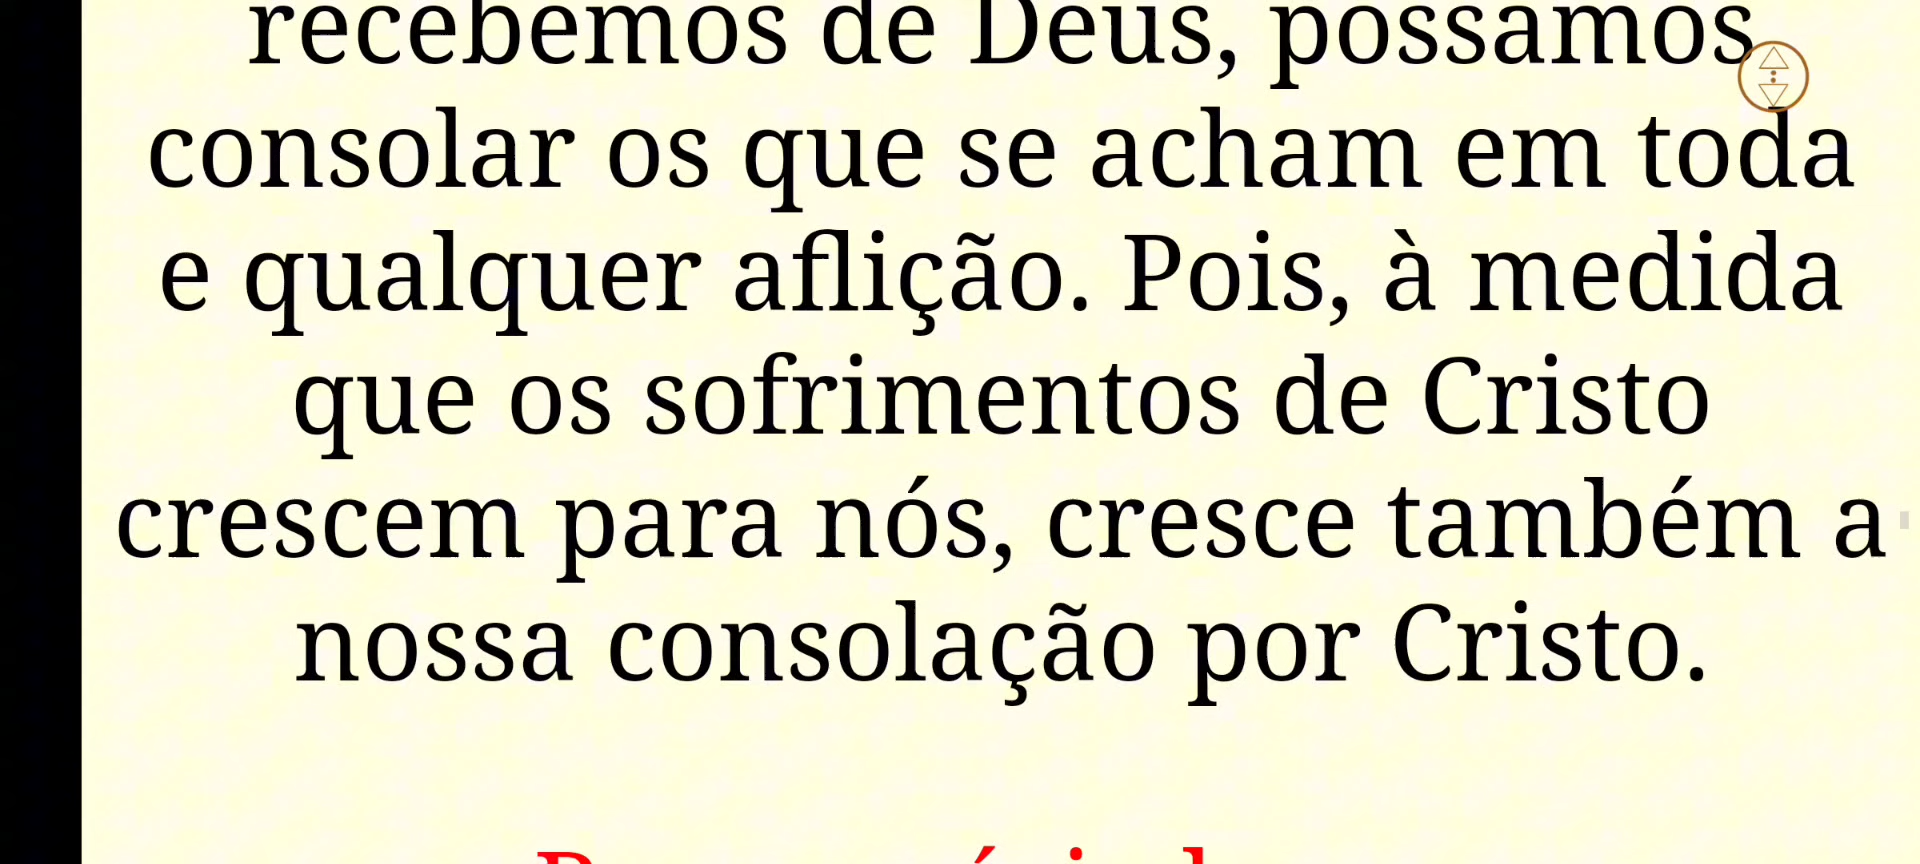 recebemos de Deus, possamos
consolar os que se acham em toda
e qualquer aflição. Pois, à medida
que os sofrimentos de Cristo
crescem para nós, cresce também a
nossa consolação por Cristo.